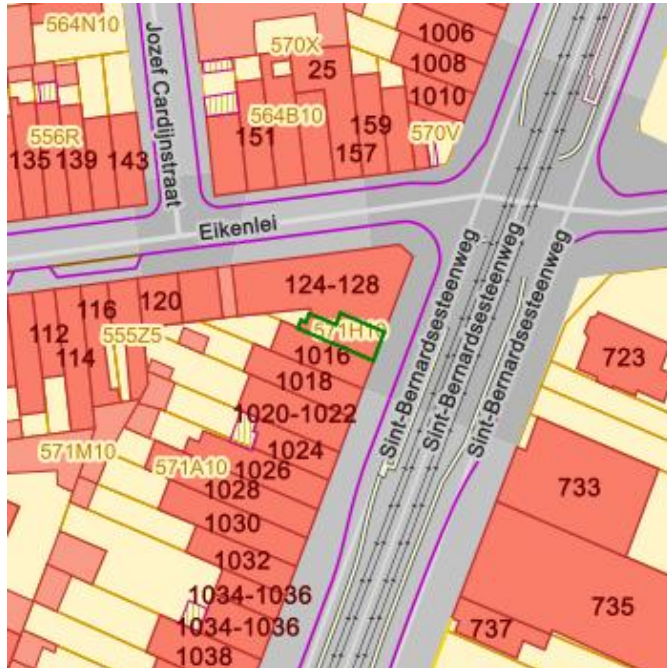 564N10
570X
1006
1008
25
1010
564B10
159
570V
151
157
Jozef Cardijnstraat
556R
135
139
143
Eikenlei
Sint-Bernardsesteenweg
Sint-Bernardsesteenweg
Sint-Bernardsesteenweg
124-128
116
120
571H10
112
555Z5
114
1016
723
1018
1020-1022
571M10
1024
571A10
1026
1028
733
1030
1032
1034-1036
735
1034-1036
737
1038